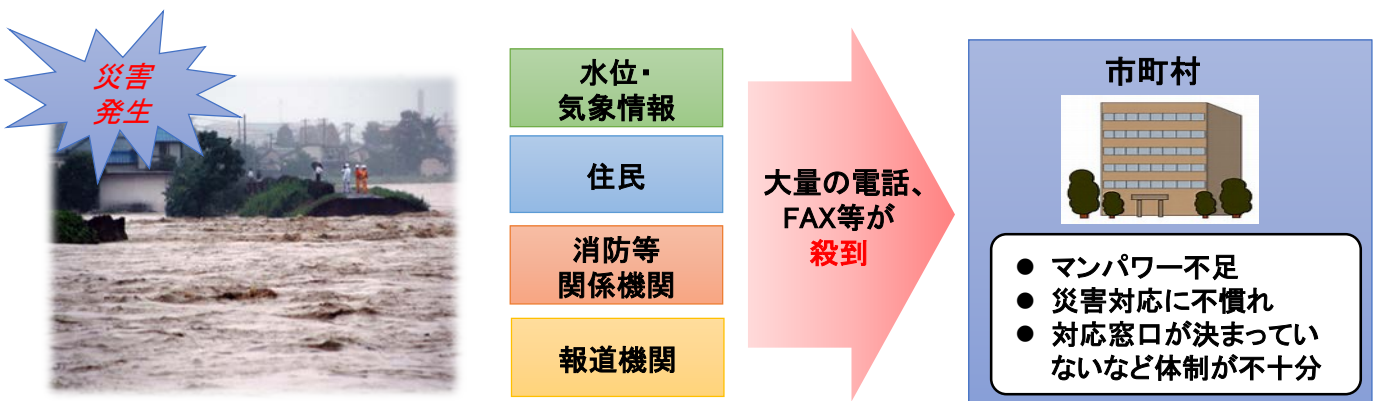 災害
発生
水位・
気象情報
住民
消防等
関係機関
報道機関
大量の電話、
FAX等が
殺到
市町村
● マンパワー不足
● 災害対応に不慣れ
● 対応窓口が決まってい
ないなど体制が不十分